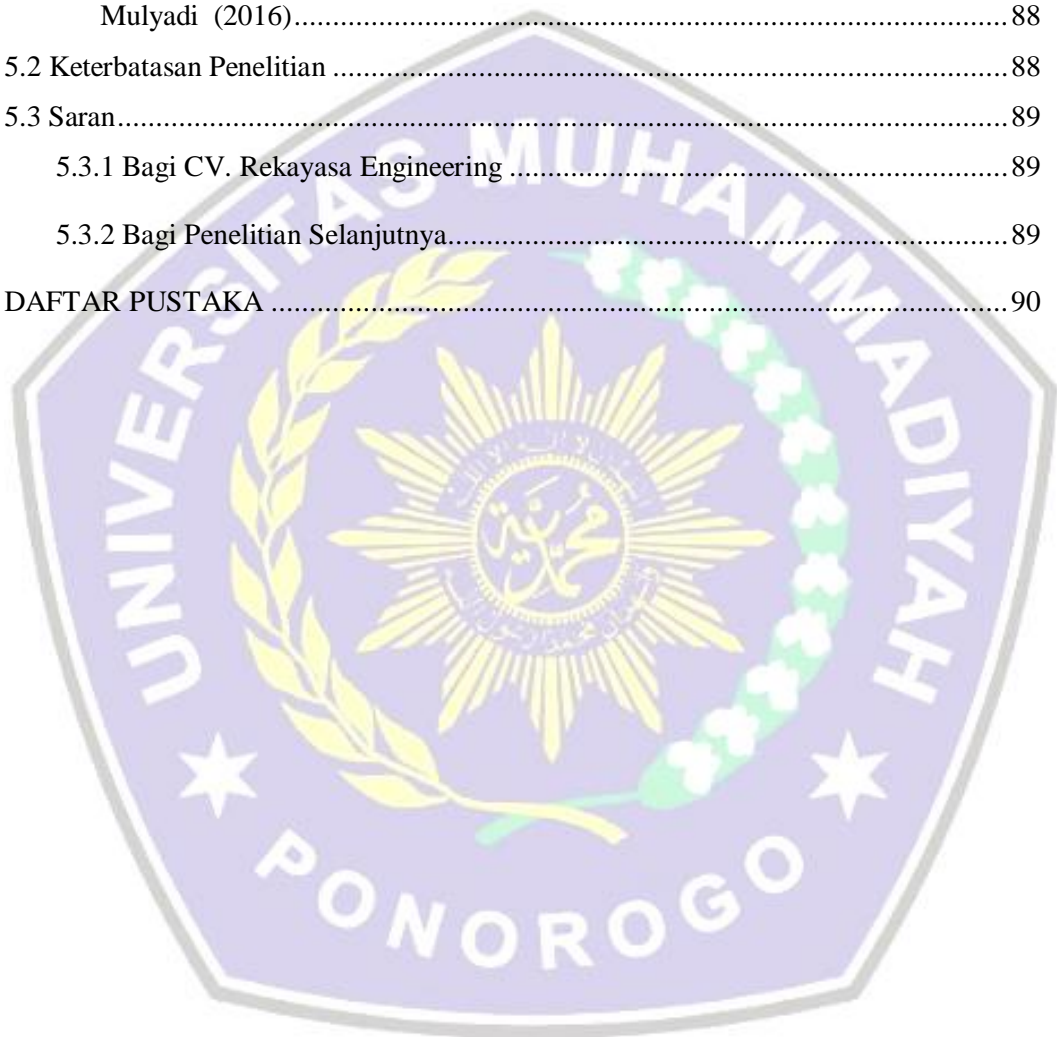 Mulyadi (2016)....................................................................................88
5.2 Keterbatasan Penelitian ....................................................................................88
5.3 Saran....................................................................................89
5.3.1 Bagi CV. Rekayasa Engineering ....................................................................................89
5.3.2 Bagi Penelitian Selanjutnya....................................................................................89
DAFTAR PUSTAKA ....................................................................................90
UNIVERSITAS MUHAMMADIYAH
PONOROGO
محمدية